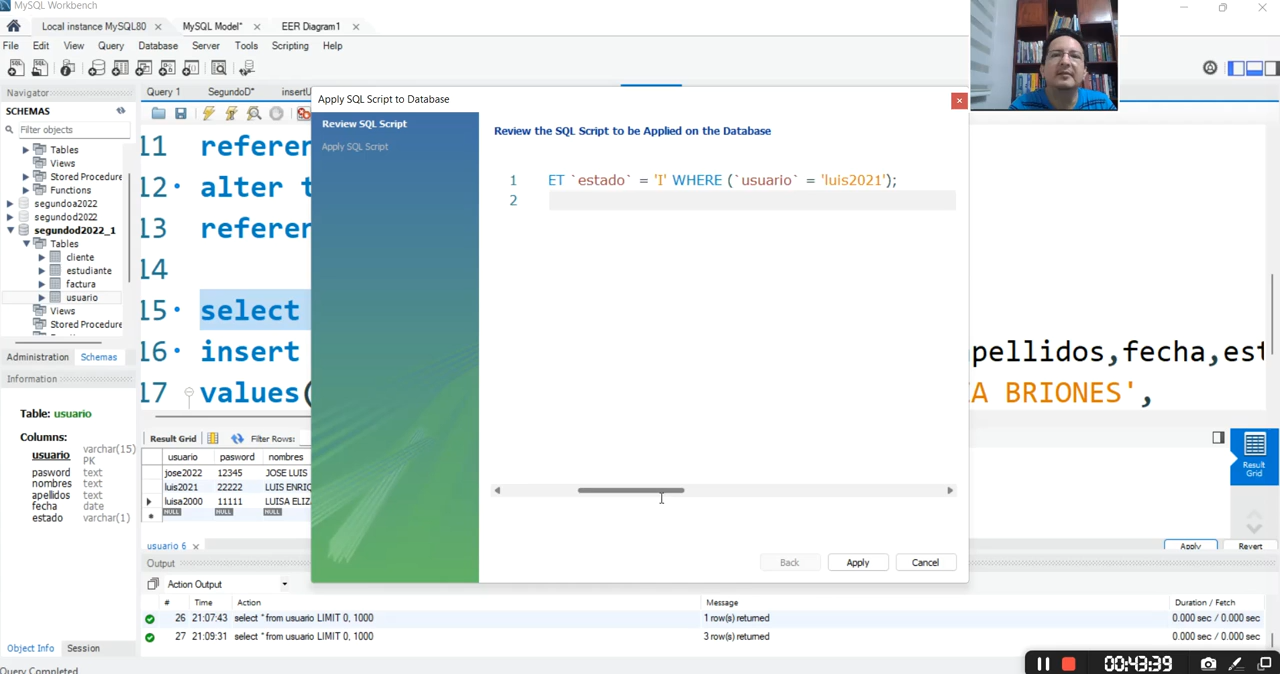 MySQL Workbench
Local instance MySQL80
MySQL Model*
EER Diagram1
File Edit View Query Database Server Tools Scripting Help
Navigator
SCHEMAS
Filter objects
Tables
Views
Stored Procedure
Functions
segundoa2022
segundod2022
segundod2022_1
Tables
cliente
estudiante
factura
usuario
Views
Stored Procedure
Administration Schemas
Information
Table: usuario
Columns:
usuario varchar(15) PK
pasword text
nombres text
apelidos text
fecha date
estado varchar(1)
Object Info Session
Query Completed
Query 1 SegundoD* insertU
11 referen
12 alter t
13 referen
14
15 select
16 insert
17 values(
pellidos,fecha,est
A BRIONES',
Apply SQL Script to Database
Review SQL Script
Apply SQL Script
Review the SQL Script to be Applied on the Database
1 ET `estado` = 'I' WHERE (`usuario` = 'luis2021');
2
Back Apply Cancel
Result Grid Filter Rows:
usuario pasword nombres
jose2022 12345 JOSE LUIS
luis2021 22222 LUIS ENRIQ
luisa2000 11111 LUISA ELIZ
NULL NULL NULL
Result Grid
usuario 6
Apply Revert
Output
Action Output
# Time Action Message Duration / Fetch
26 21:07:43 select * from usuario LIMIT 0, 1000 1 row(s) returned 0.000 sec / 0.000 sec
27 21:09:31 select * from usuario LIMIT 0, 1000 3 row(s) returned 0.000 sec / 0.000 sec
00:43:39